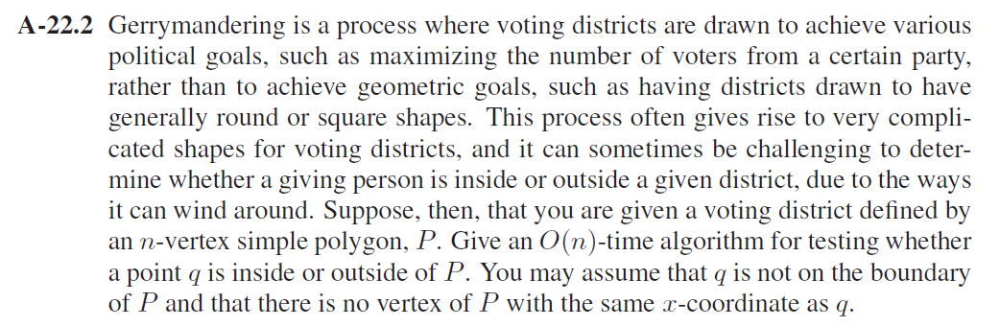 A-22.2 Gerrymandering is a process where voting districts are drawn to achieve various
political goals, such as maximizing the number of voters from a certain party,
rather than to achieve geometric goals, such as having districts drawn to have
generally round or square shapes. This process often gives rise to very compli-
cated shapes for voting districts, and it can sometimes be challenging to deter-
mine whether a giving person is inside or outside a given district, due to the ways
it can wind around. Suppose, then, that you are given a voting district defined by
an n-vertex simple polygon, P. Give an O(n)-time algorithm for testing whether
a point q is inside or outside of P. You may assume that q is not on the boundary
of P and that there is no vertex of P with the same x-coordinate as q.